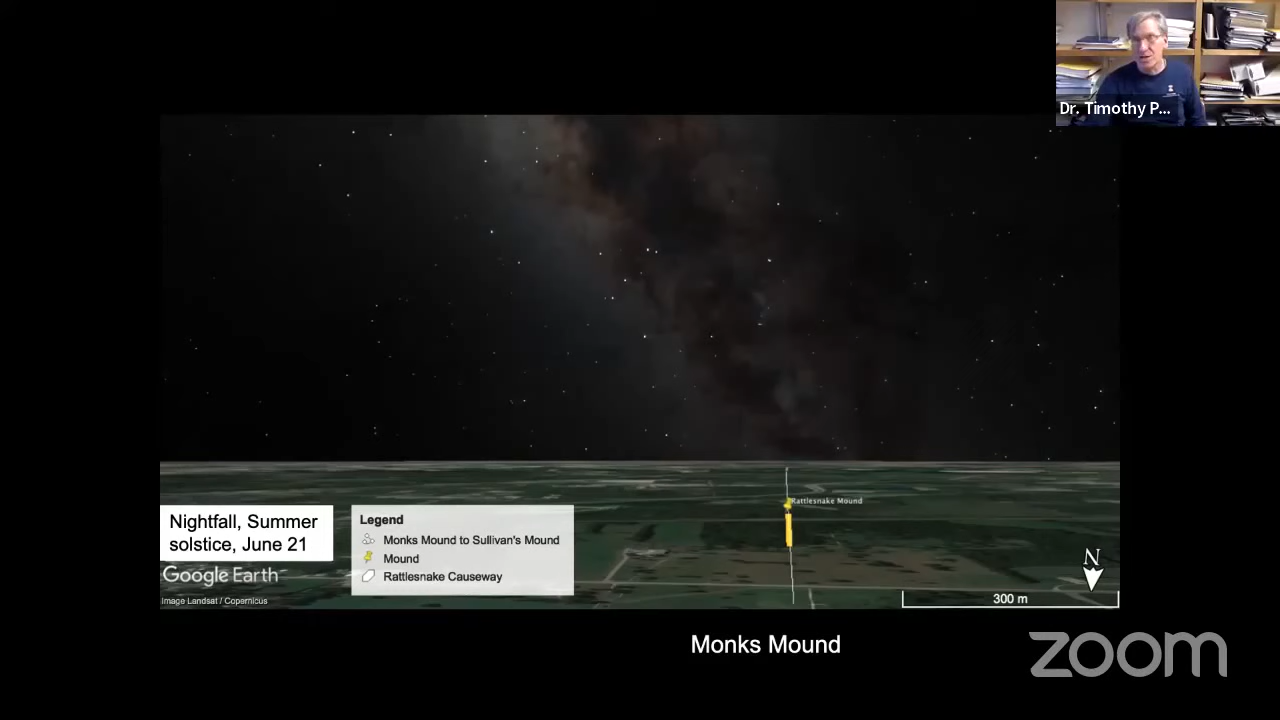 Dr. Timothy P...
Rattlesnake Mound
Nightfall, Summer
solstice, June 21
Legend
Monks Mound to Sullivan's Mound
Mound
Rattlesnake Causeway
Google Earth
Image Landsat / Copernicus
N
300 m
Monks Mound
zoom